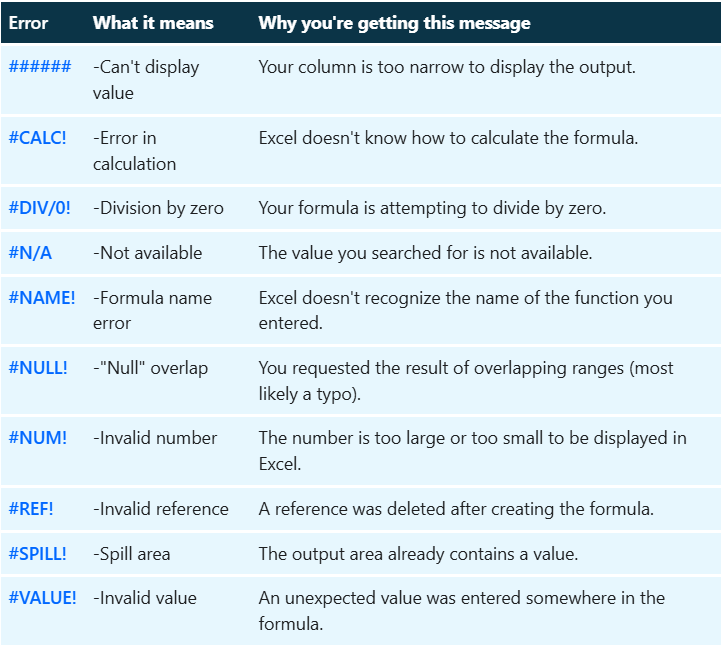 Error What it means Why you're getting this message
###### -Can't display Your column is too narrow to display the output.
value
#CALC! -Error in Excel doesn't know how to calculate the formula.
calculation
#DIV/0! -Division by zero Your formula is attempting to divide by zero.
#N/A -Not available The value you searched for is not available.
#NAME! -Formula name Excel doesn't recognize the name of the function you
error entered.
#NULL! -"Null" overlap You requested the result of overlapping ranges (most
likely a typo).
#NUM! -Invalid number The number is too large or too small to be displayed in
Excel.
#REF! -Invalid reference A reference was deleted after creating the formula.
#SPILL! -Spill area The output area already contains a value.
#VALUE! -Invalid value An unexpected value was entered somewhere in the
formula.